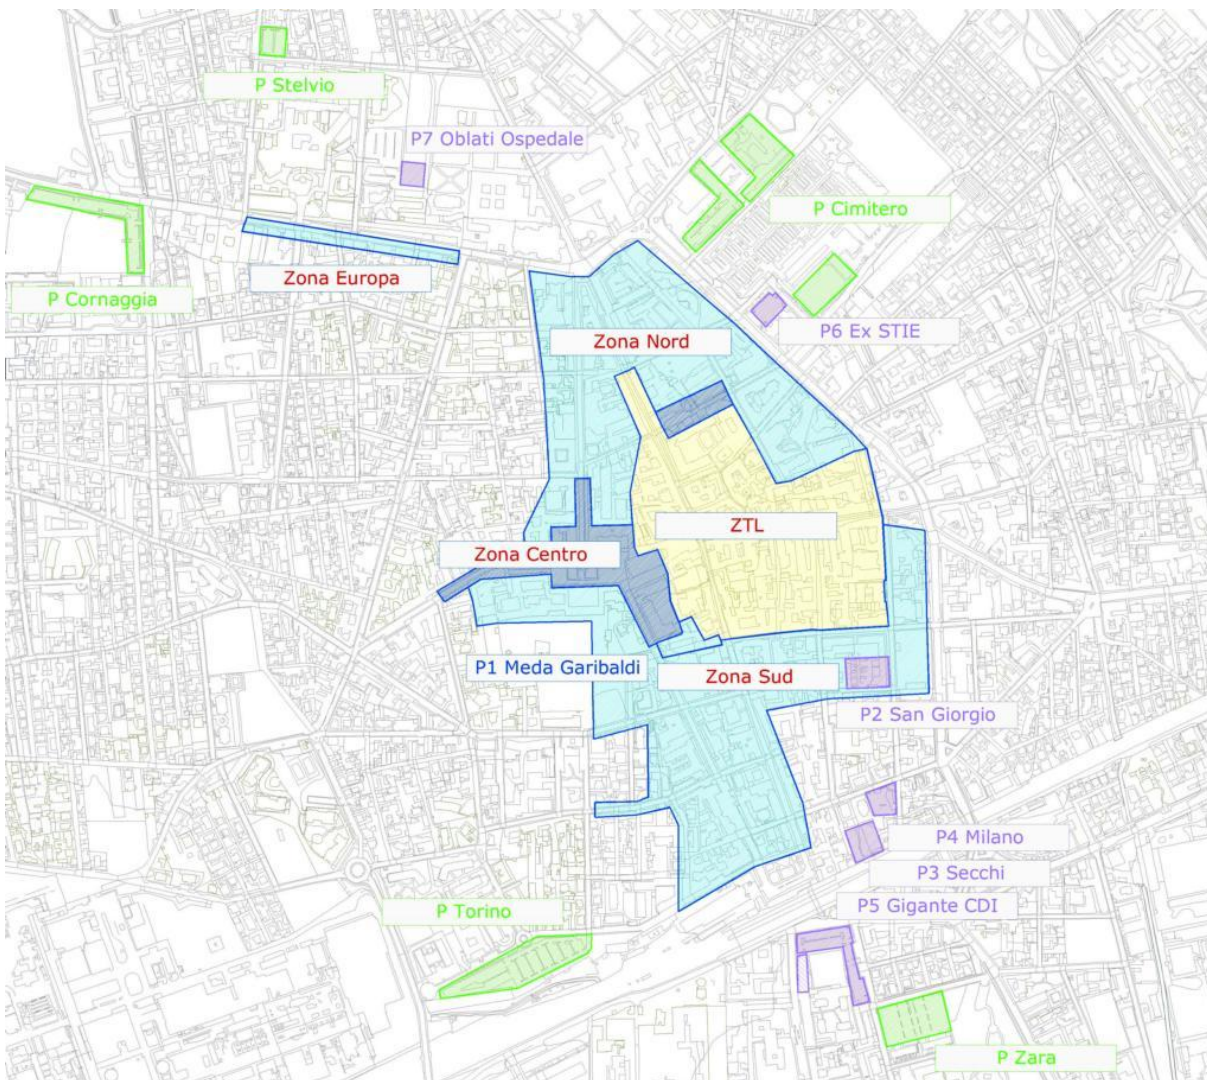 P Stelvio
P7 Oblati Ospedale
P Cimitero
Zona Europa
P Cornaggia
P6 Ex STIE
Zona Nord
ZTL
Zona Centro
P1 Meda Garibaldi
Zona Sud
P2 San Giorgio
P4 Milano
P3 Secchi
P5 Gigante CDI
P Torino
P Zara